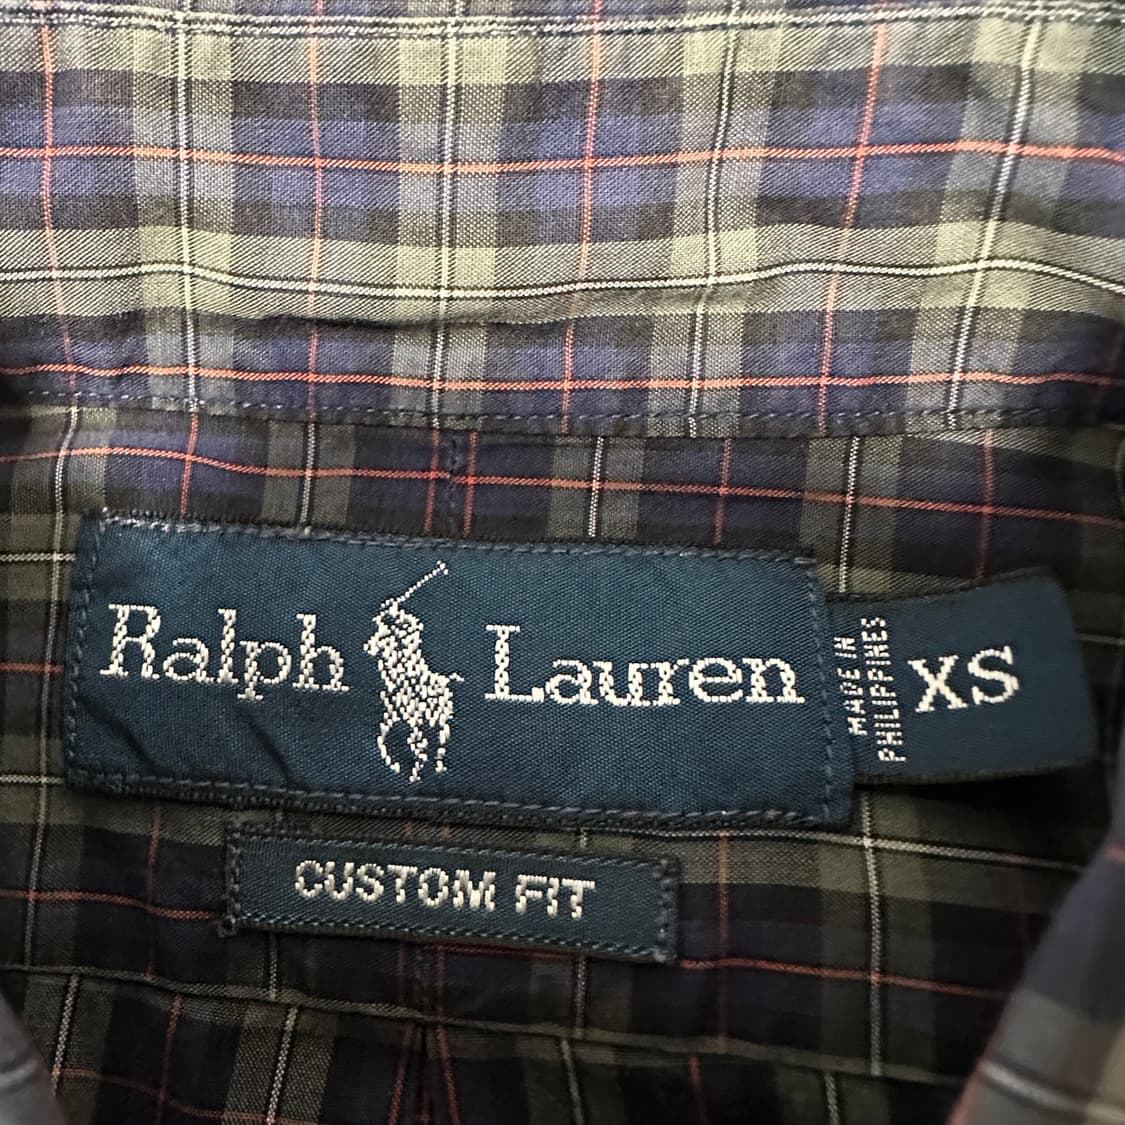 Ralph Lauren
MADE IN
PHILIPPINES
XS
CUSTOM FIT